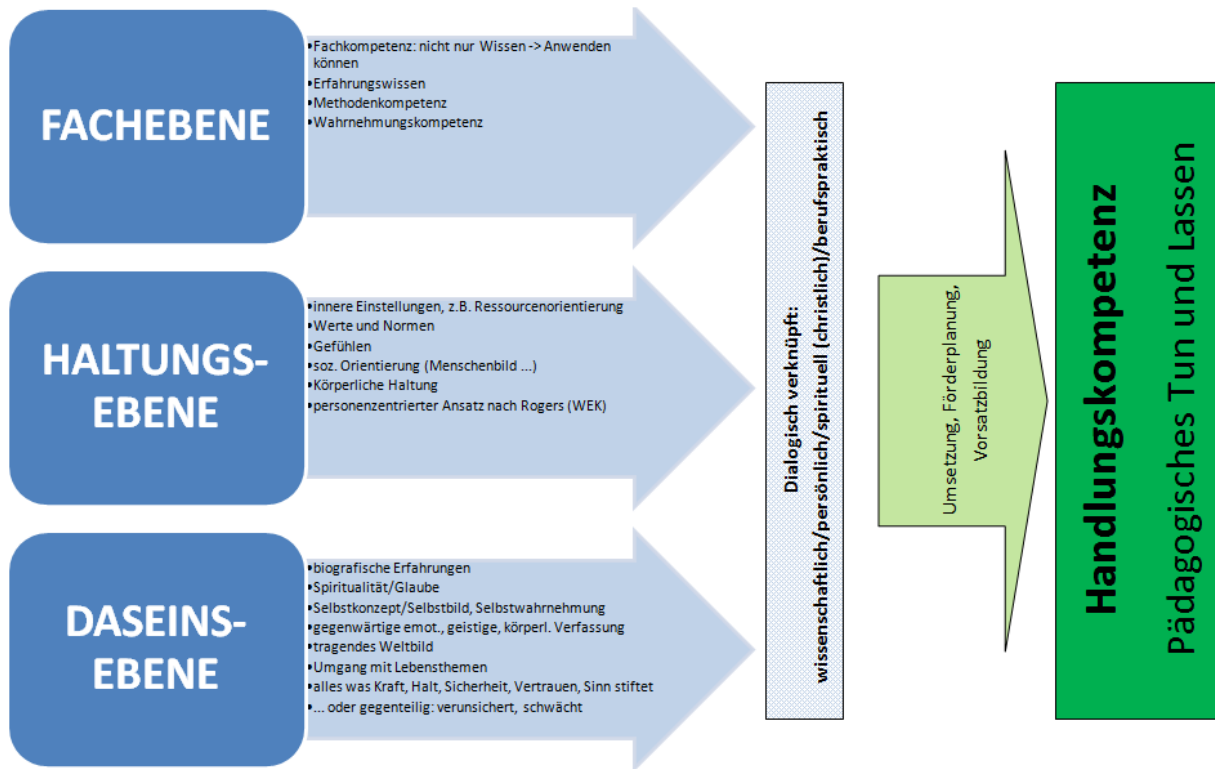 FACHEBENE
•Fachkompetenz: nicht nur Wissen -> Anwenden
können
•Erfahrungswissen
•Methodenkompetenz
•Wahrnehmungskompetenz
HALTUNGS-
EBENE
•innere Einstellungen, z.B. Ressourcenorientierung
•Werte und Normen
•Gefühlen
•soz. Orientierung (Menschenbild ...)
•Körperliche Haltung
•personenzentrierter Ansatz nach Rogers (WEK)
DASEINS-
EBENE
•biografische Erfahrungen
•Spiritualität/Glaube
•Selbstkonzept/Selbstbild, Selbstwahrnehmung
•gegenwärtige emot., geistige, körperl. Verfassung
•tragendes Weltbild
•Umgang mit Lebensthemen
•alles was Kraft, Halt, Sicherheit, Vertrauen, Sinn stiftet
•... oder gegenteilig: verunsichert, schwächt
Dialogisch verknüpft:
wissenschaftlich/persönlich/spirituell (christlich)/berufspraktisch
Umsetzung, Förderplanung,
Vorsatzbildung
Handlungskompetenz
Pädagogisches Tun und Lassen